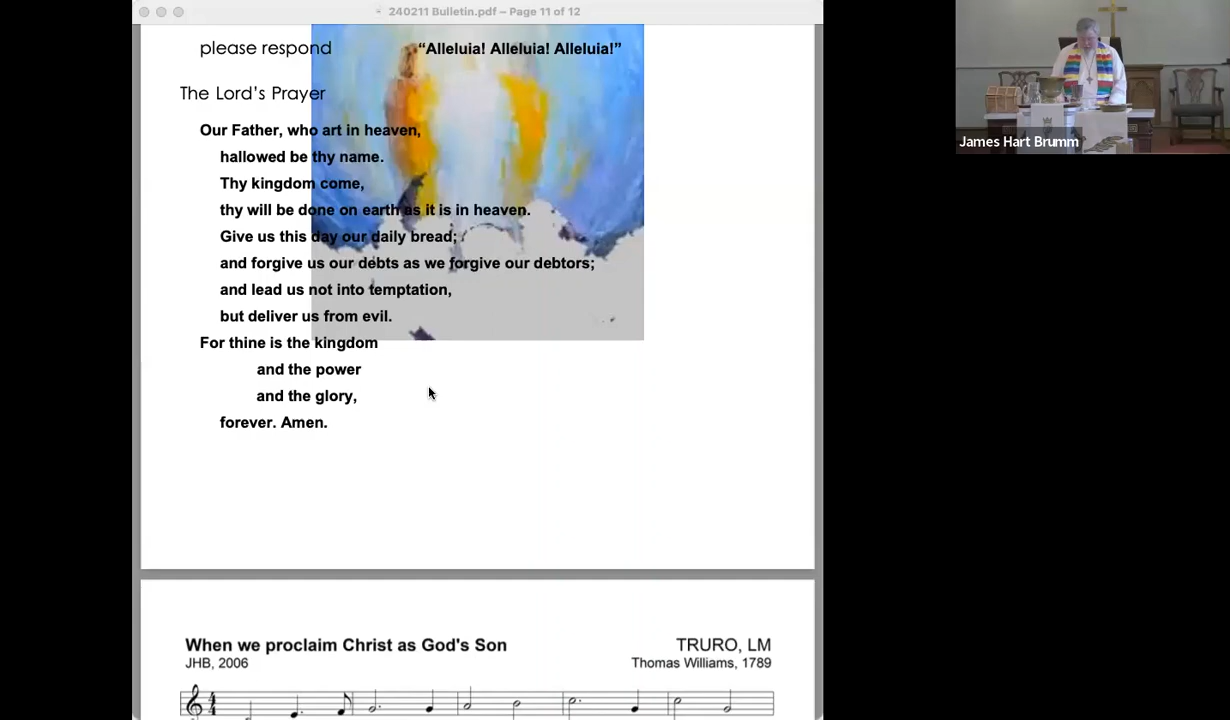 240211 Bulletin.pdf – Page 11 of 12
please respond “Alleluia! Alleluia! Alleluia!”
The Lord’s Prayer
Our Father, who art in heaven,
hallowed be thy name.
Thy kingdom come,
thy will be done on earth as it is in heaven.
Give us this day our daily bread;
and forgive us our debts as we forgive our debtors;
and lead us not into temptation,
but deliver us from evil.
For thine is the kingdom
and the power
and the glory,
forever. Amen.
When we proclaim Christ as God's Son TRURO, LM
JHB, 2006 Thomas Williams, 1789
4
4
James Hart Brumm